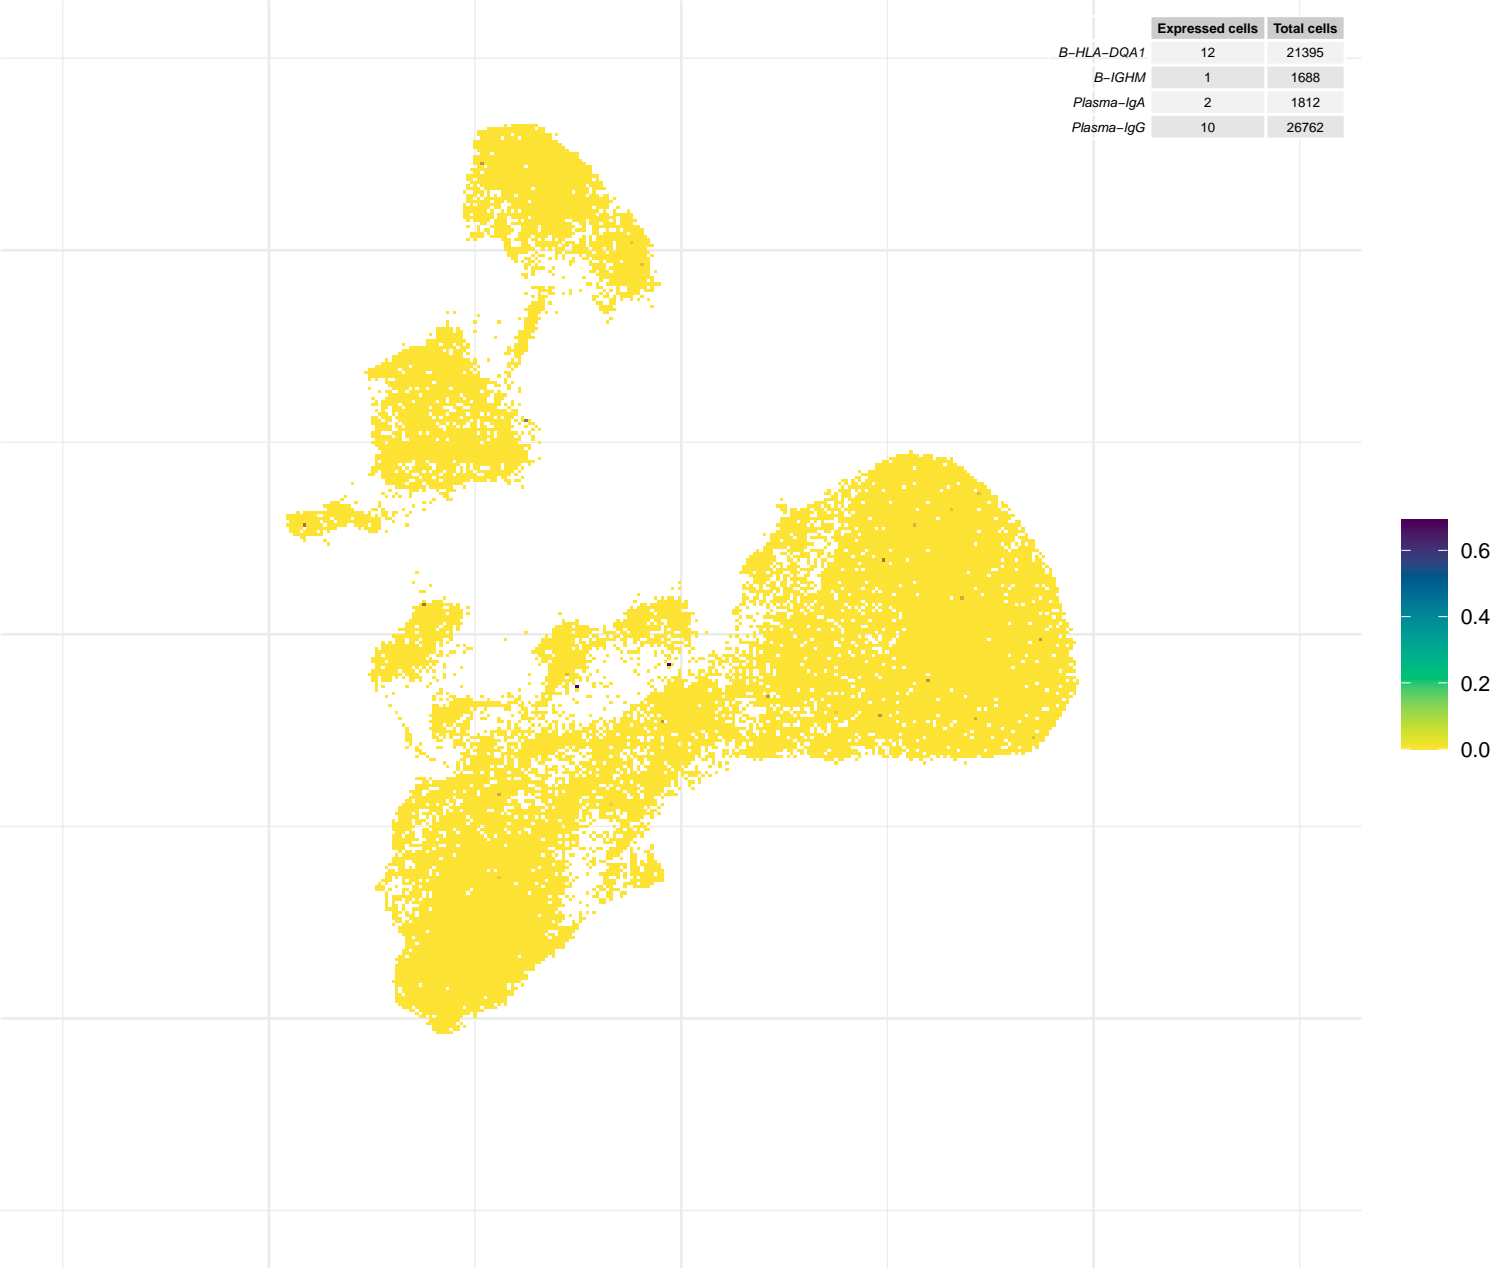 Expressed cells Total cells
B–HLA–DQA1 12 21395
B–IGHM 1 1688
Plasma–IgA 2 1812
Plasma–IgG 10 26762
0.6
0.4
0.2
0.0